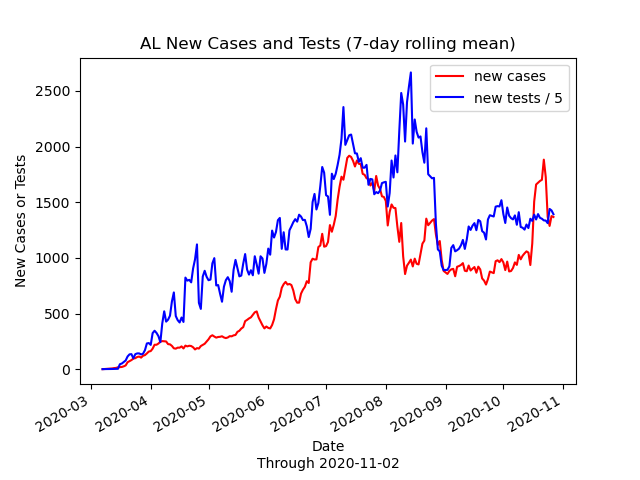 AL New Cases and Tests (7-day rolling mean)
new cases
new tests / 5
New Cases or Tests
2500
2000
1500
1000
500
0
2020-03
2020-04
2020-05
2020-06
2020-07
2020-08
2020-09
2020-10
2020-11
Date
Through 2020-11-02